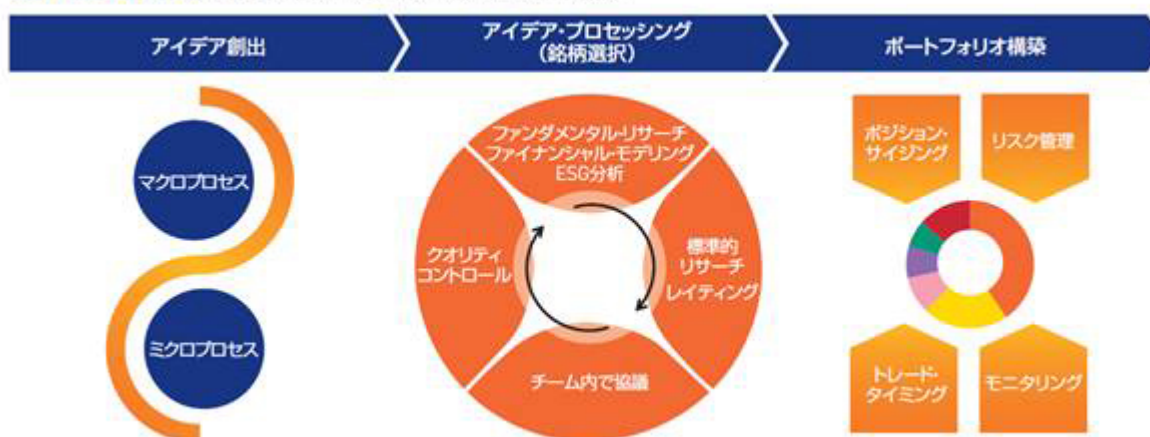 アイデア創出
アイデア・プロセッシング
(銘柄選択)
ポートフォリオ構築
マクロプロセス
ミクロプロセス
ファンダメンタル・リサーチ
ファイナンシャル・モデリング
ESG分析
クオリティ
コントロール
標準的
リサーチ
レイティング
チーム内で協議
ポジション・
サイジング
リスク管理
トレード・
タイミング
モニタリング